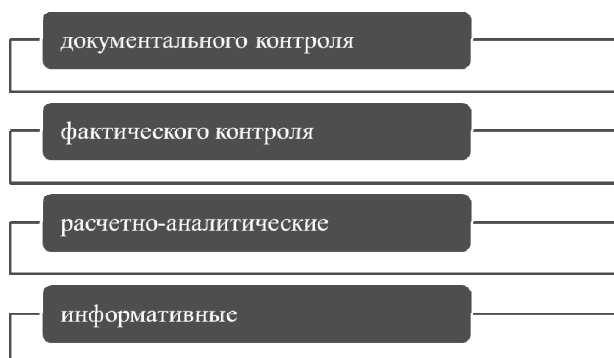 документального контроля
фактического контроля
расчетно-аналитические
информативные